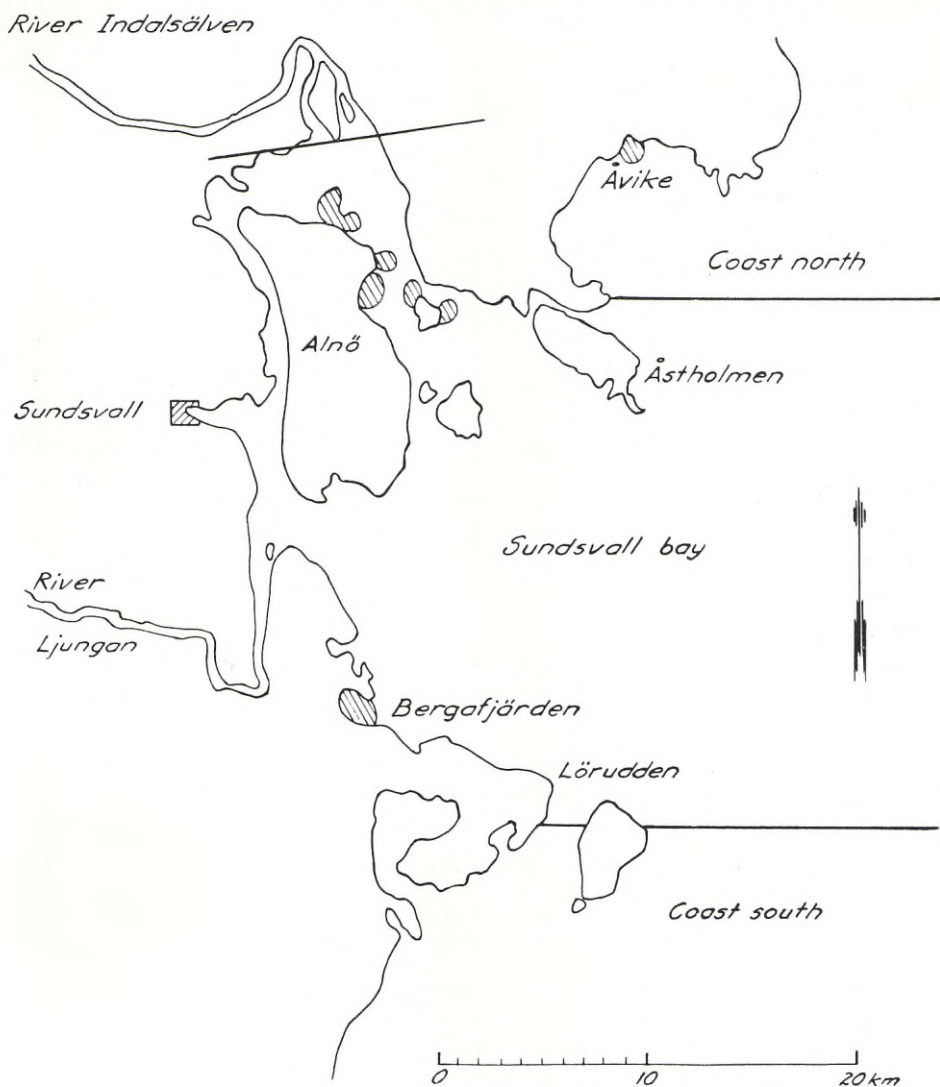 River Indalsälven
Åvike
Coast north
Alnö
Åstholmen
Sundsvall
Sundsvall bay
River
Ljungan
Bergafjärden
Lörudden
Coast south
0 10 20 km